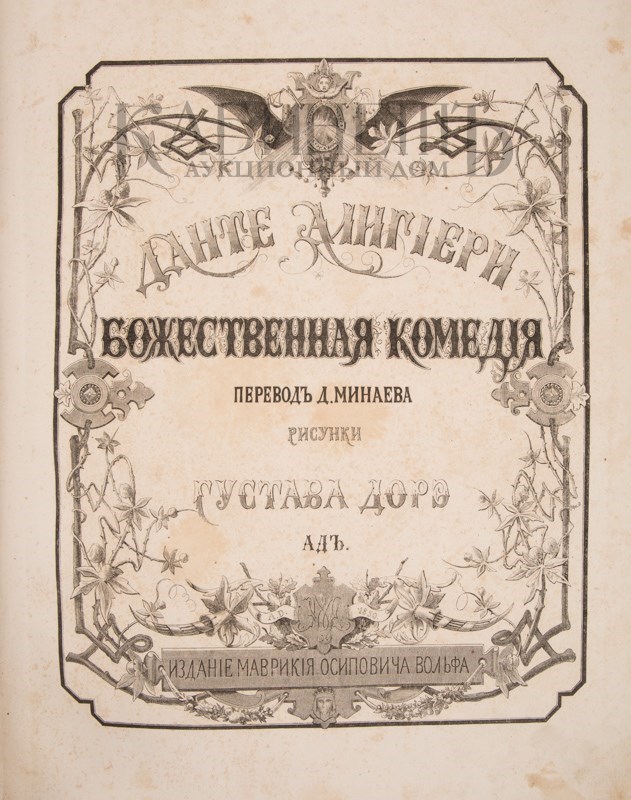 КАБИНЕТЪ
АУКЦИОННЫЙ ДОМ
ДАНТЕ АЛИГІЕРИ
БОЖЕСТВЕННАЯ КОМЕДІЯ
ПЕРЕВОДЪ Д. МИНАЕВА
РИСУНКИ
ГУСТАВА ДОРЭ
АДЪ.
ИЗДАНІЕ МАВРИКІЯ ОСИПОВИЧА ВОЛЬФА